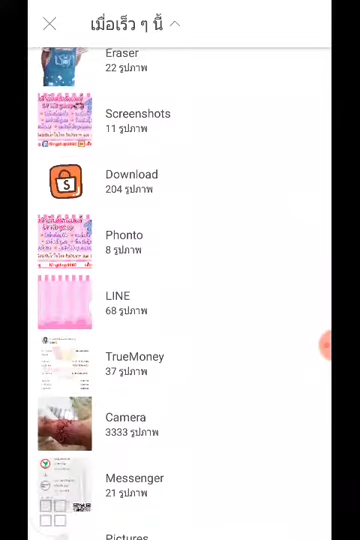 เมื่อเร็ว ๆ นี้
Eraser
22 รูปภาพ
Screenshots
11 รูปภาพ
Download
204 รูปภาพ
S
Phonto
8 รูปภาพ
LINE
68 รูปภาพ
TrueMoney
37 รูปภาพ
Camera
3333 รูปภาพ
Messenger
21 รูปภาพ
Pictures